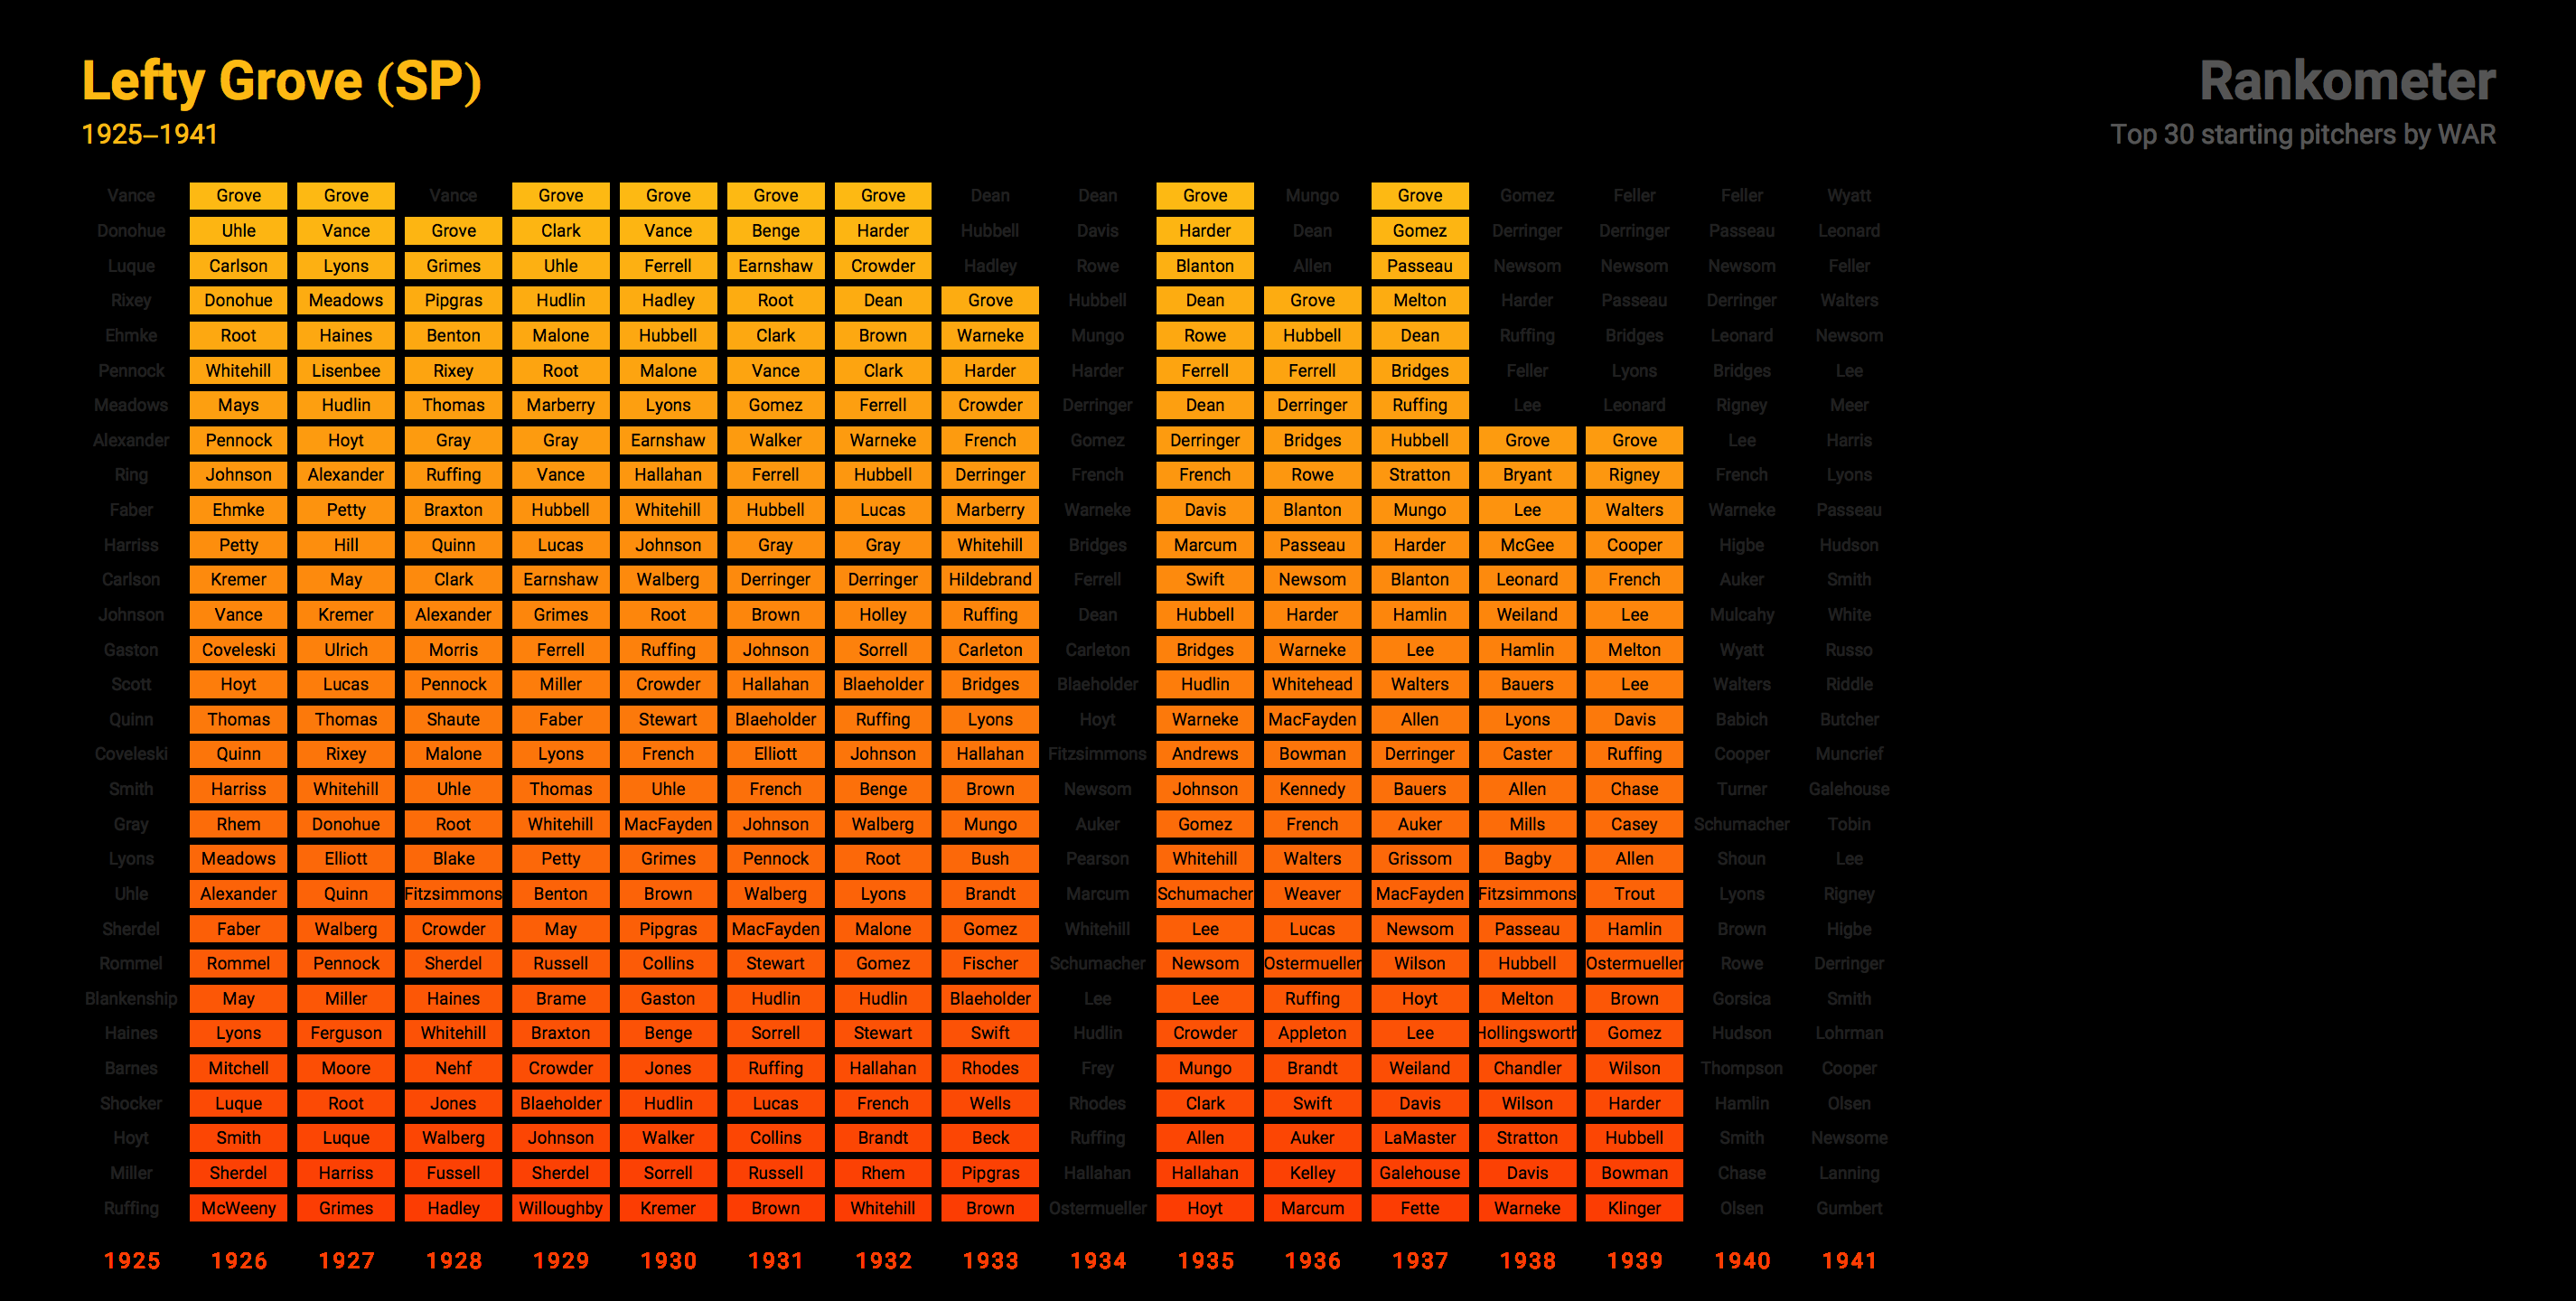 Lefty Grove (SP)
1925–1941
Rankometer
Top 30 starting pitchers by WAR
Vance Grove Grove Vance Grove Grove Grove Grove Dean Dean Grove Mungo Grove Gomez Feller Feller Wyatt
Donohue Uhle Vance Grove Clark Vance Benge Harder Hubbell Davis Harder Dean Gomez Derringer Derringer Passeau Leonard
Luque Carlson Lyons Grimes Uhle Ferrell Earnshaw Crowder Hadley Rowe Blanton Allen Passeau Newsom Newsom Newsom Feller
Rixey Donohue Meadows Pipgras Hudlin Hadley Root Dean Grove Hubbell Dean Grove Melton Harder Passeau Derringer Walters
Ehmke Root Haines Benton Malone Hubbell Clark Brown Warneke Mungo Rowe Hubbell Dean Ruffing Bridges Leonard Newsom
Pennock Whitehill Lisenbee Rixey Root Malone Vance Clark Harder Harder Ferrell Ferrell Bridges Feller Lyons Bridges Lee
Meadows Mays Hudlin Thomas Marberry Lyons Gomez Ferrell Crowder Derringer Dean Derringer Ruffing Lee Leonard Rigney Meer
Alexander Pennock Hoyt Gray Gray Earnshaw Walker Warneke French Gomez Derringer Bridges Hubbell Grove Grove Lee Harris
Ring Johnson Alexander Ruffing Vance Hallahan Ferrell Hubbell Derringer French French Rowe Stratton Bryant Rigney French Lyons
Faber Ehmke Petty Braxton Hubbell Whitehill Hubbell Lucas Marberry Warneke Davis Blanton Mungo Lee Walters Warneke Passeau
Harriss Petty Hill Quinn Lucas Johnson Gray Gray Whitehill Bridges Marcum Passeau Harder McGee Cooper Higbe Hudson
Carlson Kremer May Clark Earnshaw Walberg Derringer Derringer Hildebrand Ferrell Swift Newsom Blanton Leonard French Auker Smith
Johnson Vance Kremer Alexander Grimes Root Brown Holley Ruffing Dean Hubbell Harder Hamlin Weiland Lee Mulcahy White
Gaston Coveleski Ulrich Morris Ferrell Ruffing Johnson Sorrell Carleton Carleton Bridges Warneke Lee Hamlin Melton Wyatt Russo
Scott Hoyt Lucas Pennock Miller Crowder Hallahan Blaeholder Bridges Blaeholder Hudlin Whitehead Walters Bauers Lee Walters Riddle
Quinn Thomas Thomas Shaute Faber Stewart Blaeholder Ruffing Lyons Hoyt Warneke MacFayden Allen Lyons Davis Babich Butcher
Coveleski Quinn Rixey Malone Lyons French Elliott Johnson Hallahan Fitzsimmons Andrews Bowman Derringer Caster Ruffing Cooper Muncrief
Smith Harriss Whitehill Uhle Thomas Uhle French Benge Brown Newsom Johnson Kennedy Bauers Allen Chase Turner Galehouse
Gray Rhem Donohue Root Whitehill MacFayden Johnson Walberg Mungo Auker Gomez French Auker Mills Casey Schumacher Tobin
Lyons Meadows Elliott Blake Petty Grimes Pennock Root Bush Pearson Whitehill Walters Grissom Bagby Allen Shoun Lee
Uhle Alexander Quinn Fitzsimmons Benton Brown Walberg Lyons Brandt Marcum Schumacher Weaver MacFayden Fitzsimmons Trout Lyons Rigney
Sherdel Faber Walberg Crowder May Pipgras MacFayden Malone Gomez Whitehill Lee Lucas Newsom Passeau Hamlin Brown Higbe
Rommel Rommel Pennock Sherdel Russell Collins Stewart Gomez Fischer Schumacher Newsom Ostermueller Wilson Hubbell Ostermueller Rowe Derringer
Blankenship May Miller Haines Brame Gaston Hudlin Hudlin Blaeholder Lee Lee Ruffing Hoyt Melton Brown Gorsica Smith
Haines Lyons Ferguson Whitehill Braxton Benge Sorrell Stewart Swift Hudlin Crowder Appleton Lee Hollingsworth Gomez Hudson Lohrman
Barnes Mitchell Moore Nehf Crowder Jones Ruffing Hallahan Rhodes Frey Mungo Brandt Weiland Chandler Wilson Thompson Cooper
Shocker Luque Root Jones Blaeholder Hudlin Lucas French Wells Rhodes Clark Swift Davis Wilson Harder Hamlin Olsen
Hoyt Smith Luque Walberg Johnson Walker Collins Brandt Beck Ruffing Allen Auker LaMaster Stratton Hubbell Smith Newsome
Miller Sherdel Harriss Fussell Sherdel Sorrell Russell Rhem Pipgras Hallahan Hallahan Kelley Galehouse Davis Bowman Chase Lanning
Ruffing McWeeny Grimes Hadley Willoughby Kremer Brown Whitehill Brown Ostermueller Hoyt Marcum Fette Warneke Klinger Olsen Gumbert
1925 1926 1927 1928 1929 1930 1931 1932 1933 1934 1935 1936 1937 1938 1939 1940 1941